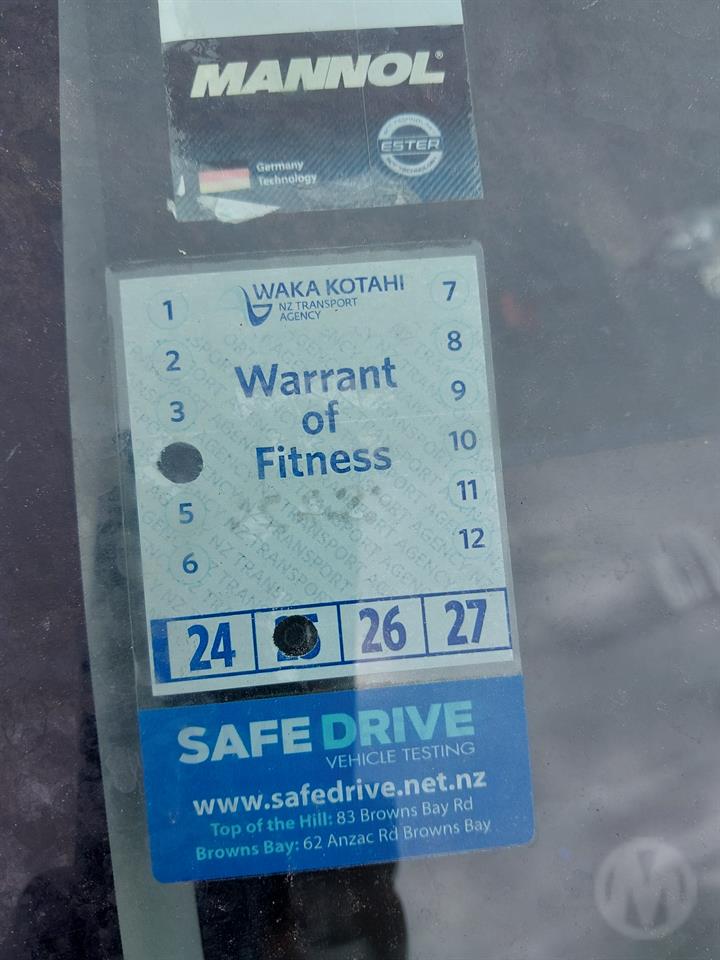 MANNOL®
ESTER
Germany
Technology
WAKA KOTAHI
NZ TRANSPORT
AGENCY
1
7
2
8
3
9
10
5
11
6
12
Warrant
of
Fitness
24 26 27
SAFE DRIVE
VEHICLE TESTING
www.safedrive.net.nz
Top of the Hill: 83 Browns Bay Rd
Browns Bay: 62 Anzac Rd Browns Bay
M